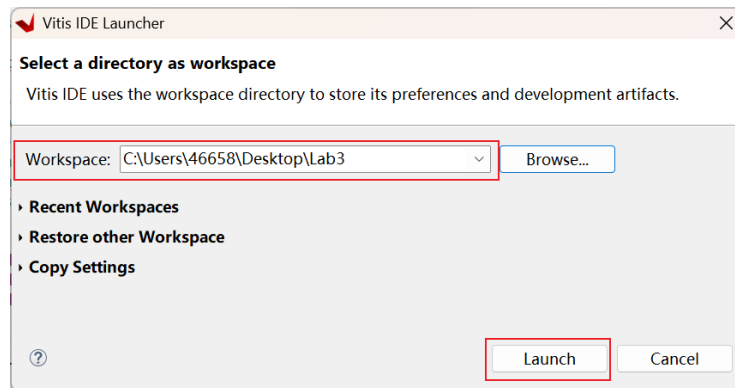 Vitis IDE Launcher
Select a directory as workspace
Vitis IDE uses the workspace directory to store its preferences and development artifacts.
Workspace: C:\Users\46658\Desktop\Lab3 Browse...
Recent Workspaces
Restore other Workspace
Copy Settings
? Launch Cancel